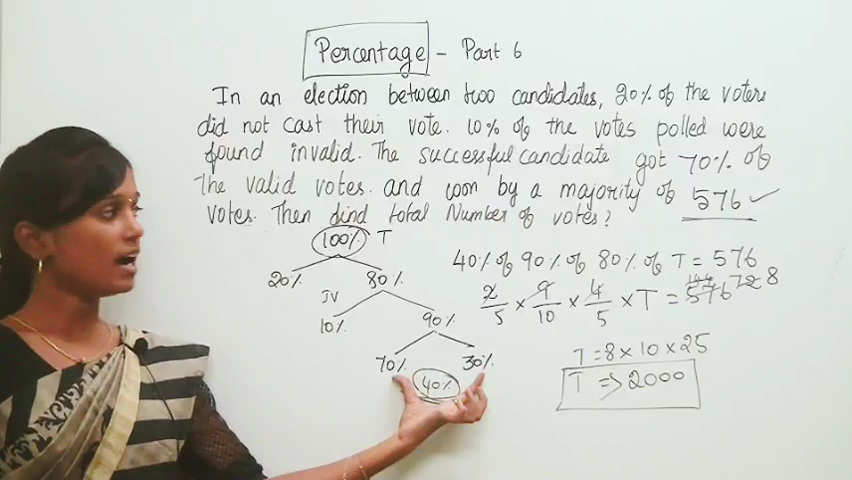 Percentage - Part 6
In an election between two candidates, 20% of the voters
did not cast their vote. 10% of the votes polled were
found invalid. The successful candidate got 70% of
the valid votes. and won by a majority of 576 ✓
votes. Then find total Number of votes?
100% T
20% 80%
IV
10% 90%
70% 30%
40%
40% of 90% of 80% of T = 576
2/5 × 9/10 × 4/5 × T = 576 144 72 8
T = 8 × 10 × 25
T => 2000